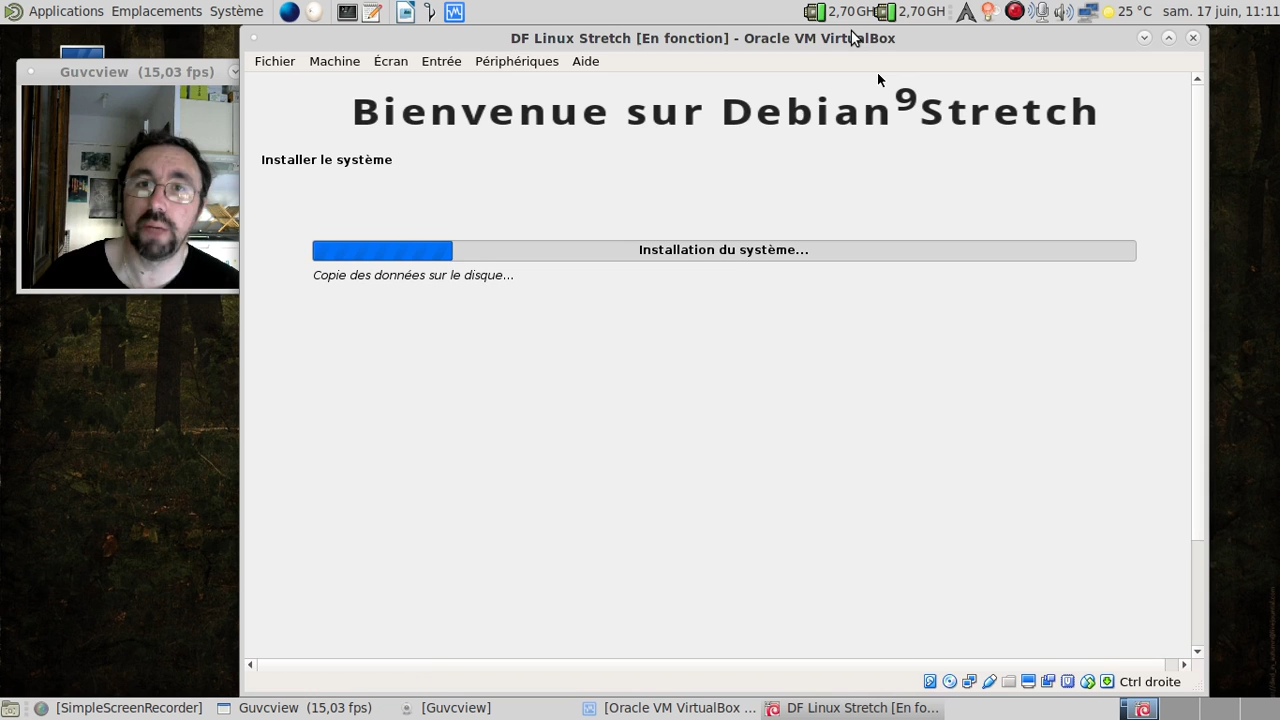 Applications Emplacements Système
2,70 GH 2,70 GH 25 °C sam. 17 juin, 11:11
DF Linux Stretch [En fonction] - Oracle VM VirtualBox
Guvcview (15,03 fps)
Fichier Machine Écran Entrée Périphériques Aide
Bienvenue sur Debian 9 Stretch
Installer le système
Installation du système...
Copie des données sur le disque...
Ctrl droite
[SimpleScreenRecorder] Guvcview (15,03 fps) [Guvcview] [Oracle VM VirtualBox ... DF Linux Stretch [En fo...